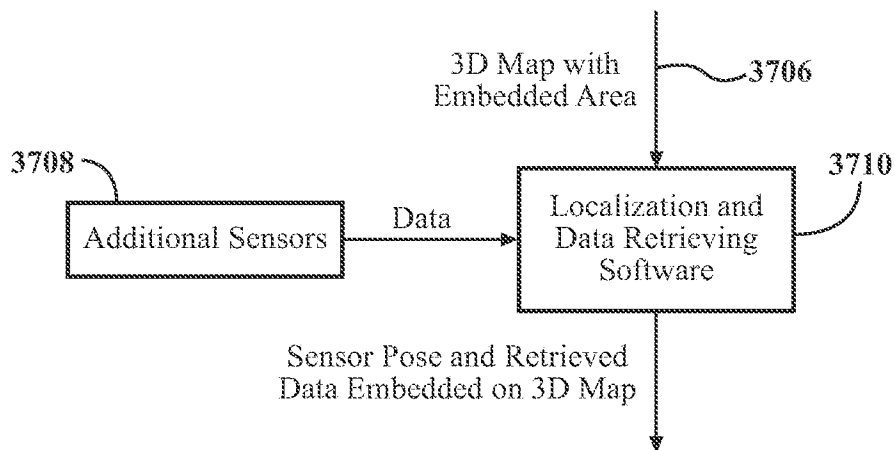 3D Map with
Embedded Area
3706
3708
3710
Additional Sensors
Data
Localization and
Data Retrieving
Software
Sensor Pose and Retrieved
Data Embedded on 3D Map